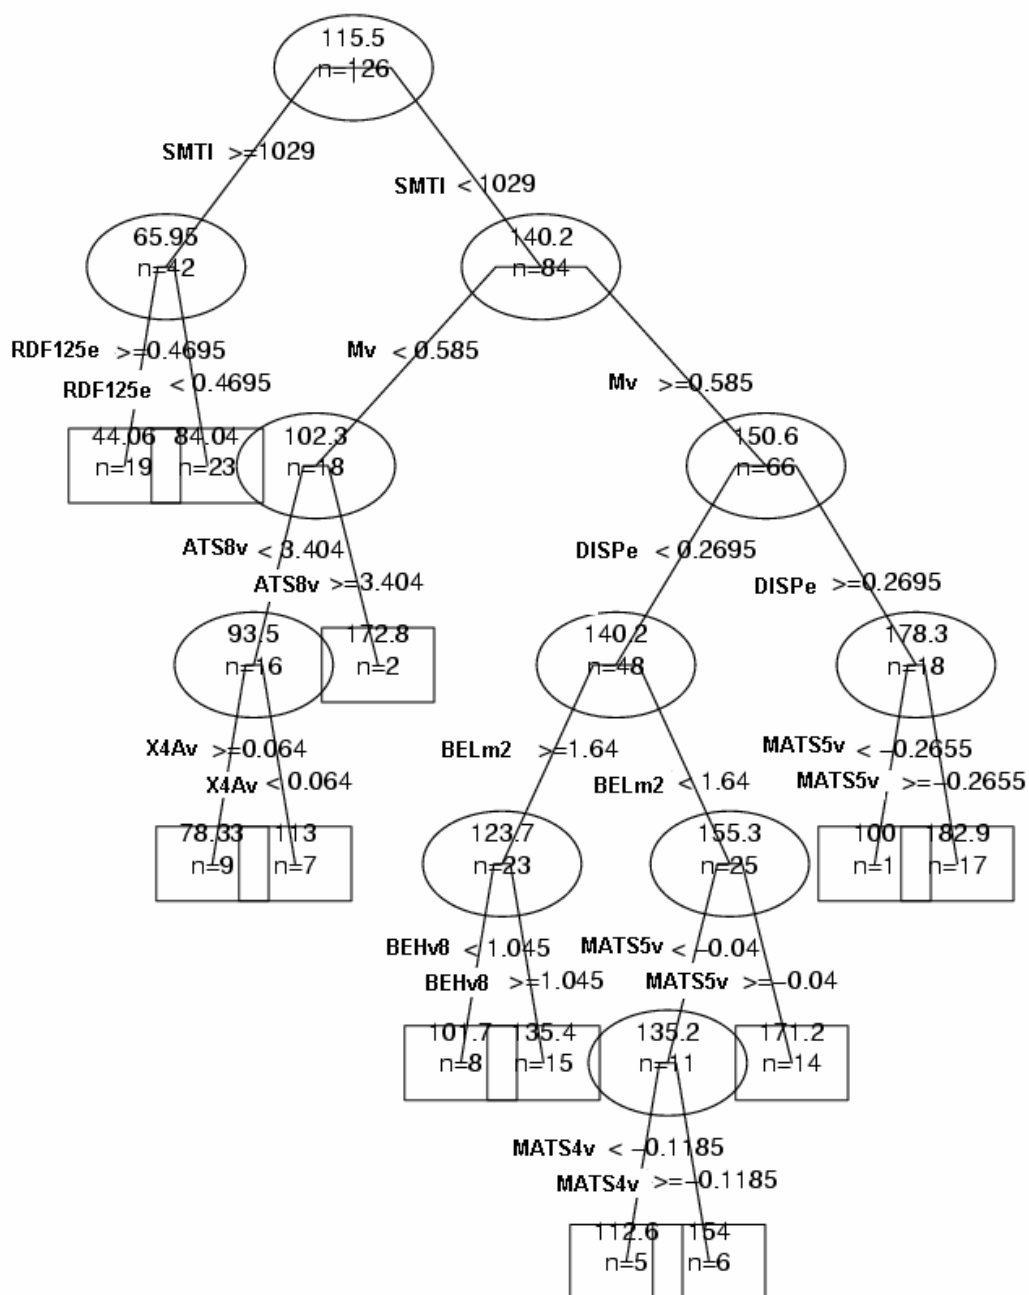 115.5
n=126
SMTI >=1029
SMTI < 1029
65.95
n=42
140.2
n=84
RDF125e >=0.4695
RDF125e < 0.4695
Mv < 0.585
Mv >=0.585
44.06
n=19
84.04
n=23
102.3
n=18
150.6
n=66
ATS8v < 3.404
ATS8v >=3.404
DISPe < 0.2695
DISPe >=0.2695
93.5
n=16
172.8
n=2
140.2
n=48
178.3
n=18
X4Av >=0.064
X4Av < 0.064
BELm2 >=1.64
BELm2 < 1.64
MATS5v < −0.2655
MATS5v >=−0.2655
78.33
n=9
113
n=7
123.7
n=23
155.3
n=25
100
n=1
182.9
n=17
BEHv8 < 1.045
BEHv8 >=1.045
MATS5v < −0.04
MATS5v >=−0.04
101.7
n=8
135.4
n=15
135.2
n=11
171.2
n=14
MATS4v < −0.1185
MATS4v >=−0.1185
112.6
n=5
154
n=6